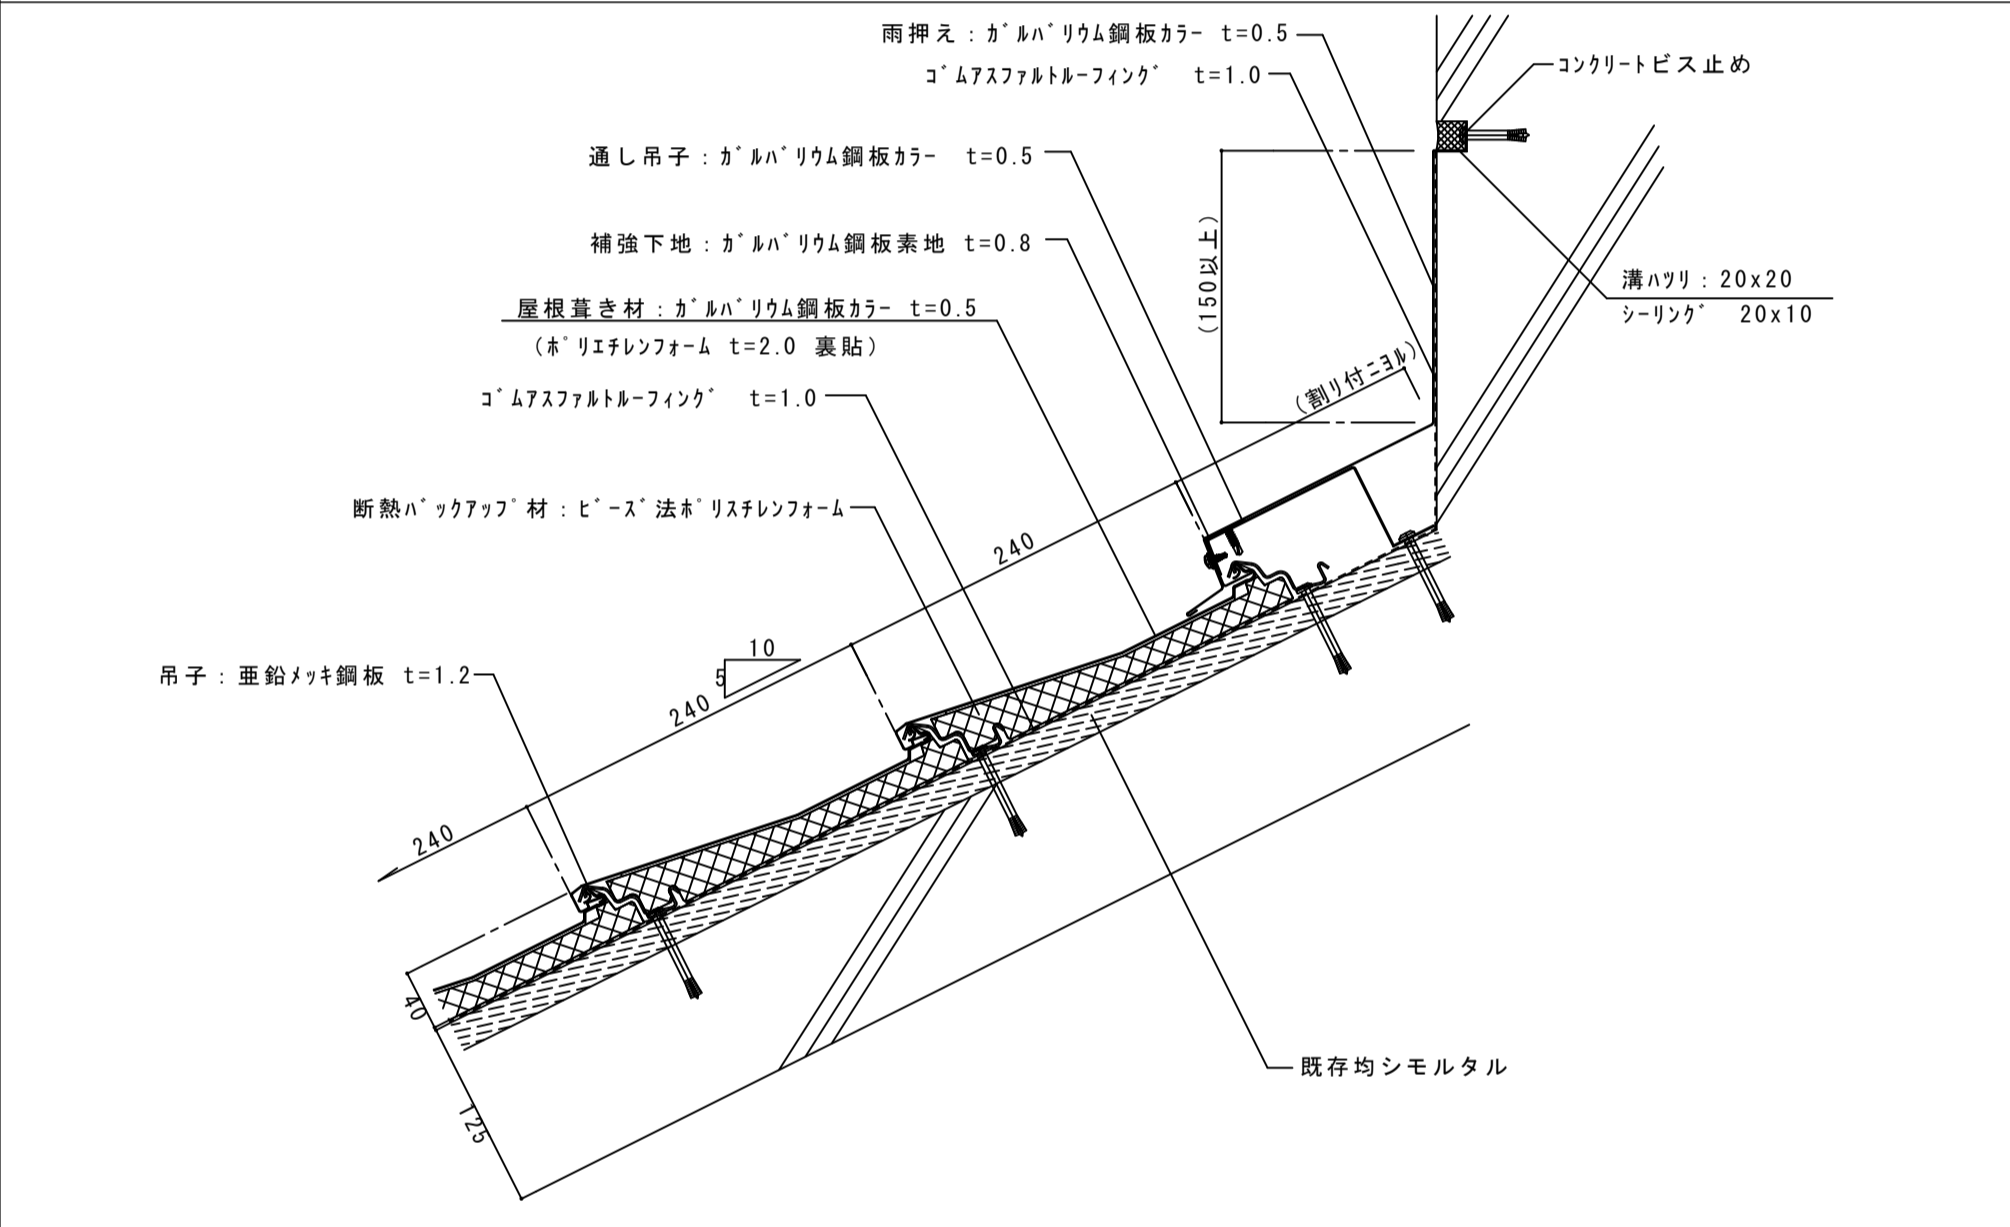 雨押え：ｶﾞﾙﾊﾞﾘｳﾑ鋼板ｶﾗｰ t=0.5
ｺﾞﾑｱｽﾌｧﾙﾄﾙｰﾌｨﾝｸﾞ t=1.0
コンクリートビス止め
通し吊子：ｶﾞﾙﾊﾞﾘｳﾑ鋼板ｶﾗｰ t=0.5
補強下地：ｶﾞﾙﾊﾞﾘｳﾑ鋼板素地 t=0.8
(150以上)
溝ﾊﾂﾘ：20x20
ｼｰﾘﾝｸﾞ 20x10
屋根葺き材：ｶﾞﾙﾊﾞﾘｳﾑ鋼板ｶﾗｰ t=0.5
(ﾎﾟﾘｴﾁﾚﾝﾌｫｰﾑ t=2.0 裏貼)
(割リ付ニヨル)
ｺﾞﾑｱｽﾌｧﾙﾄﾙｰﾌｨﾝｸﾞ t=1.0
断熱ﾊﾞｯｸｱｯﾌﾟ材：ﾋﾞｰｽﾞ法ﾎﾟﾘｽﾁﾚﾝﾌｫｰﾑ
240
10
5
240
吊子：亜鉛ﾒｯｷ鋼板 t=1.2
240
40
125
既存均シモルタル